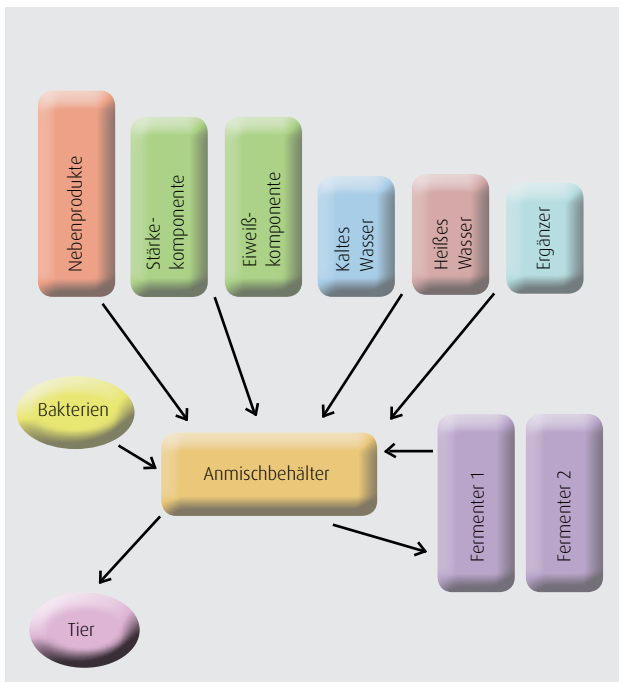 Nebenprodukte
Stärke-
komponente
Eiweiß-
komponente
Kaltes
Wasser
Heißes
Wasser
Ergänzer
Bakterien
Anmischbehälter
Fermenter 1
Fermenter 2
Tier